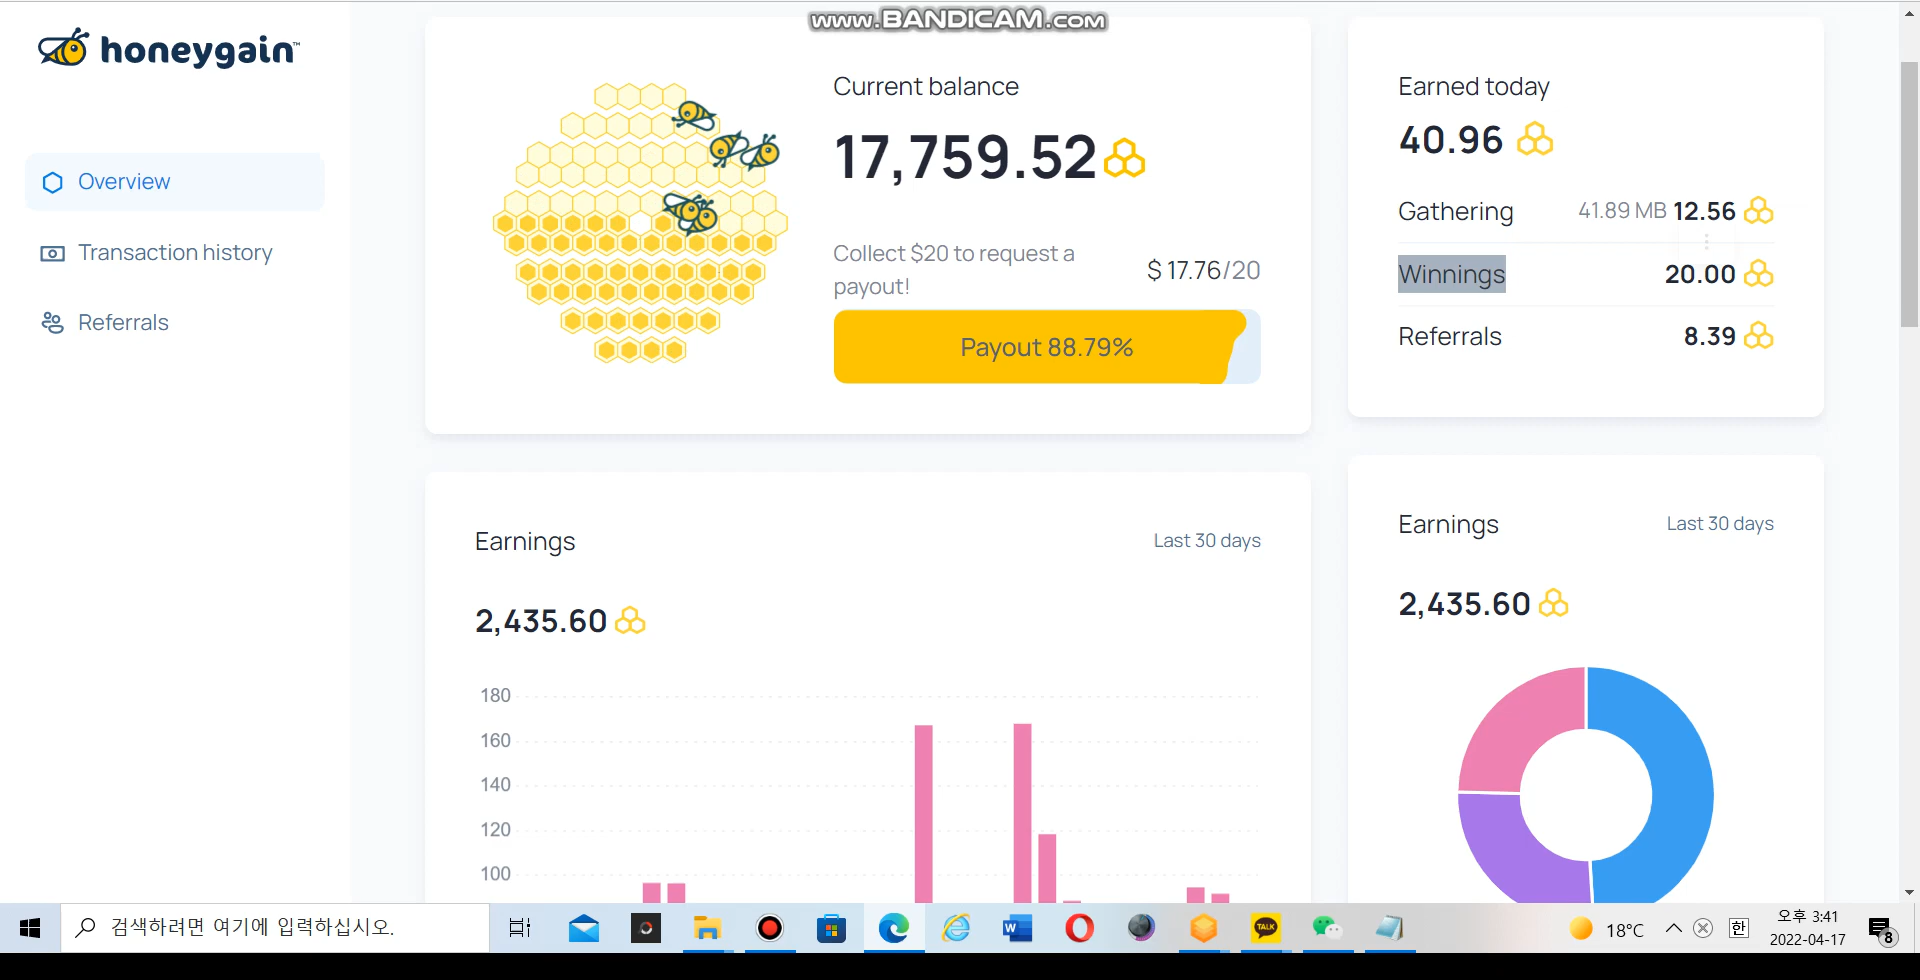 www.BANDICAM.com
honeygain™
Overview
Transaction history
Referrals
Current balance
17,759.52
Collect $20 to request a
payout!
$ 17.76/20
Payout 88.79%
Earned today
40.96
Gathering 41.89 MB 12.56
Winnings 20.00
Referrals 8.39
Earnings Last 30 days
2,435.60
180
160
140
120
100
Earnings Last 30 days
2,435.60
검색하려면 여기에 입력하십시오.
W
TALK
18°C
한
오후 3:41
2022-04-17
8